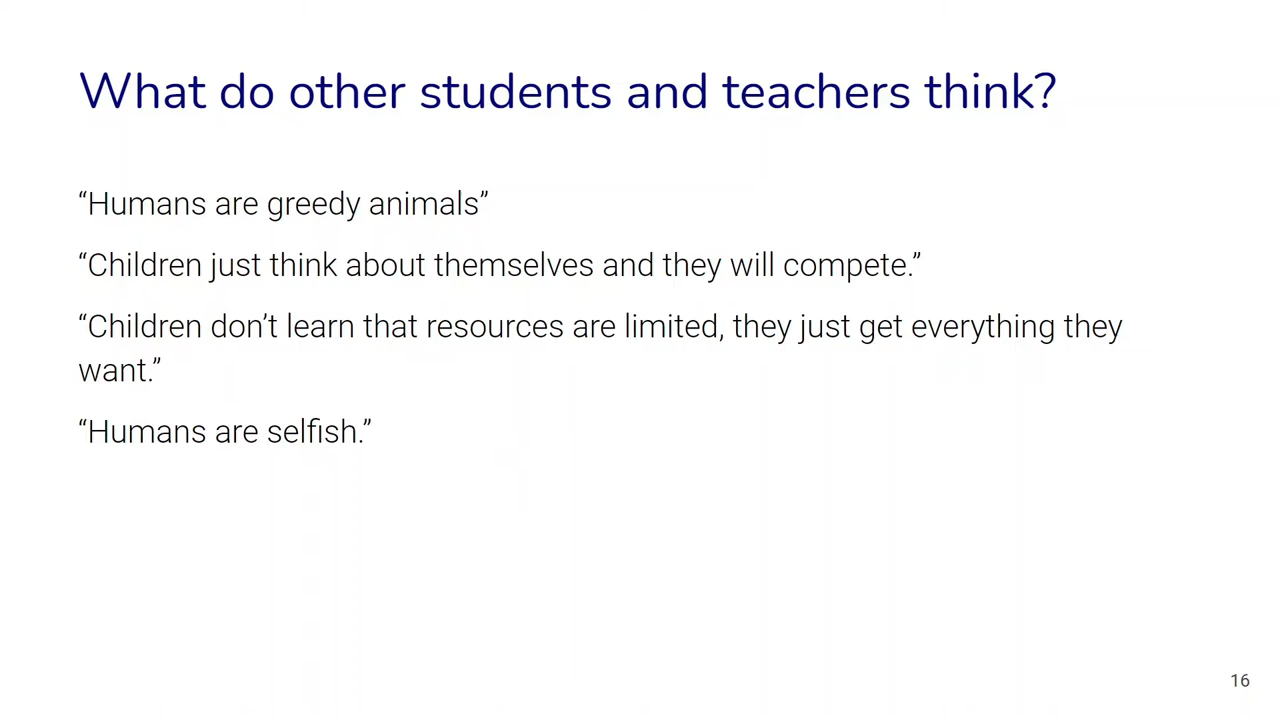 What do other students and teachers think?
“Humans are greedy animals”
“Children just think about themselves and they will compete.”
“Children don’t learn that resources are limited, they just get everything they
want.”
“Humans are selfish.”
16